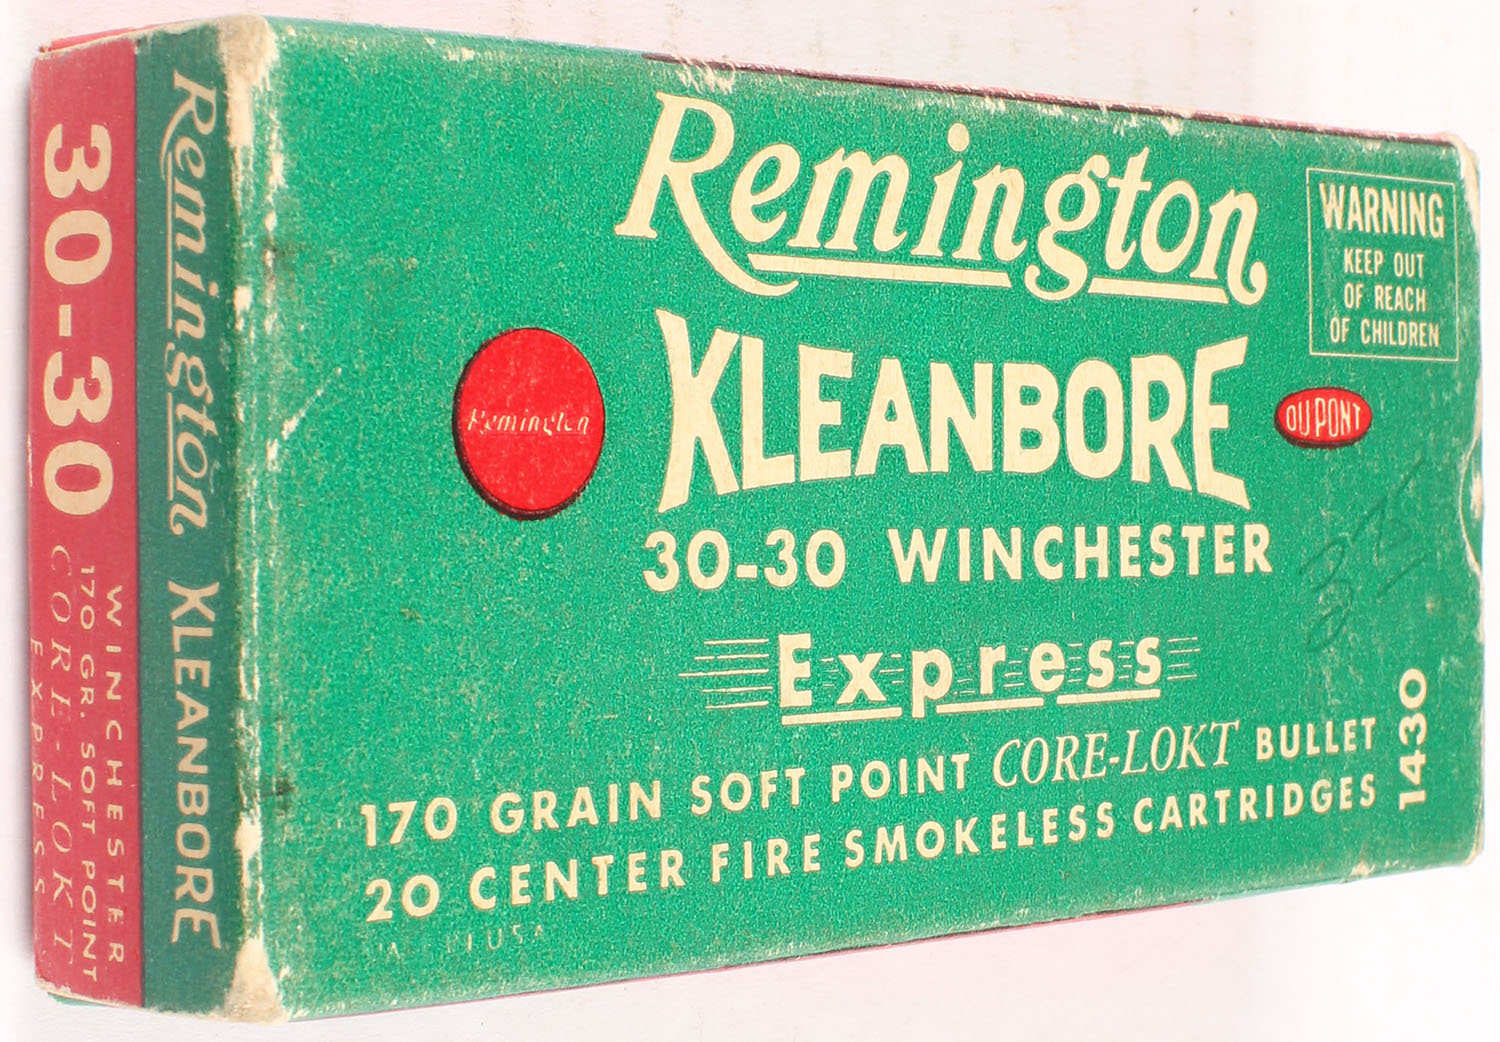 Remington
KLEANBORE
30-30 WINCHESTER
Express
170 GRAIN SOFT POINT CORE-LOKT BULLET
20 CENTER FIRE SMOKELESS CARTRIDGES
1430
WARNING
KEEP OUT
OF REACH
OF CHILDREN
DU PONT
Remington
Remington KLEANBORE
30-30
WINCHESTER
170 GR. SOFT POINT
CORE-LOKT
EXPRESS